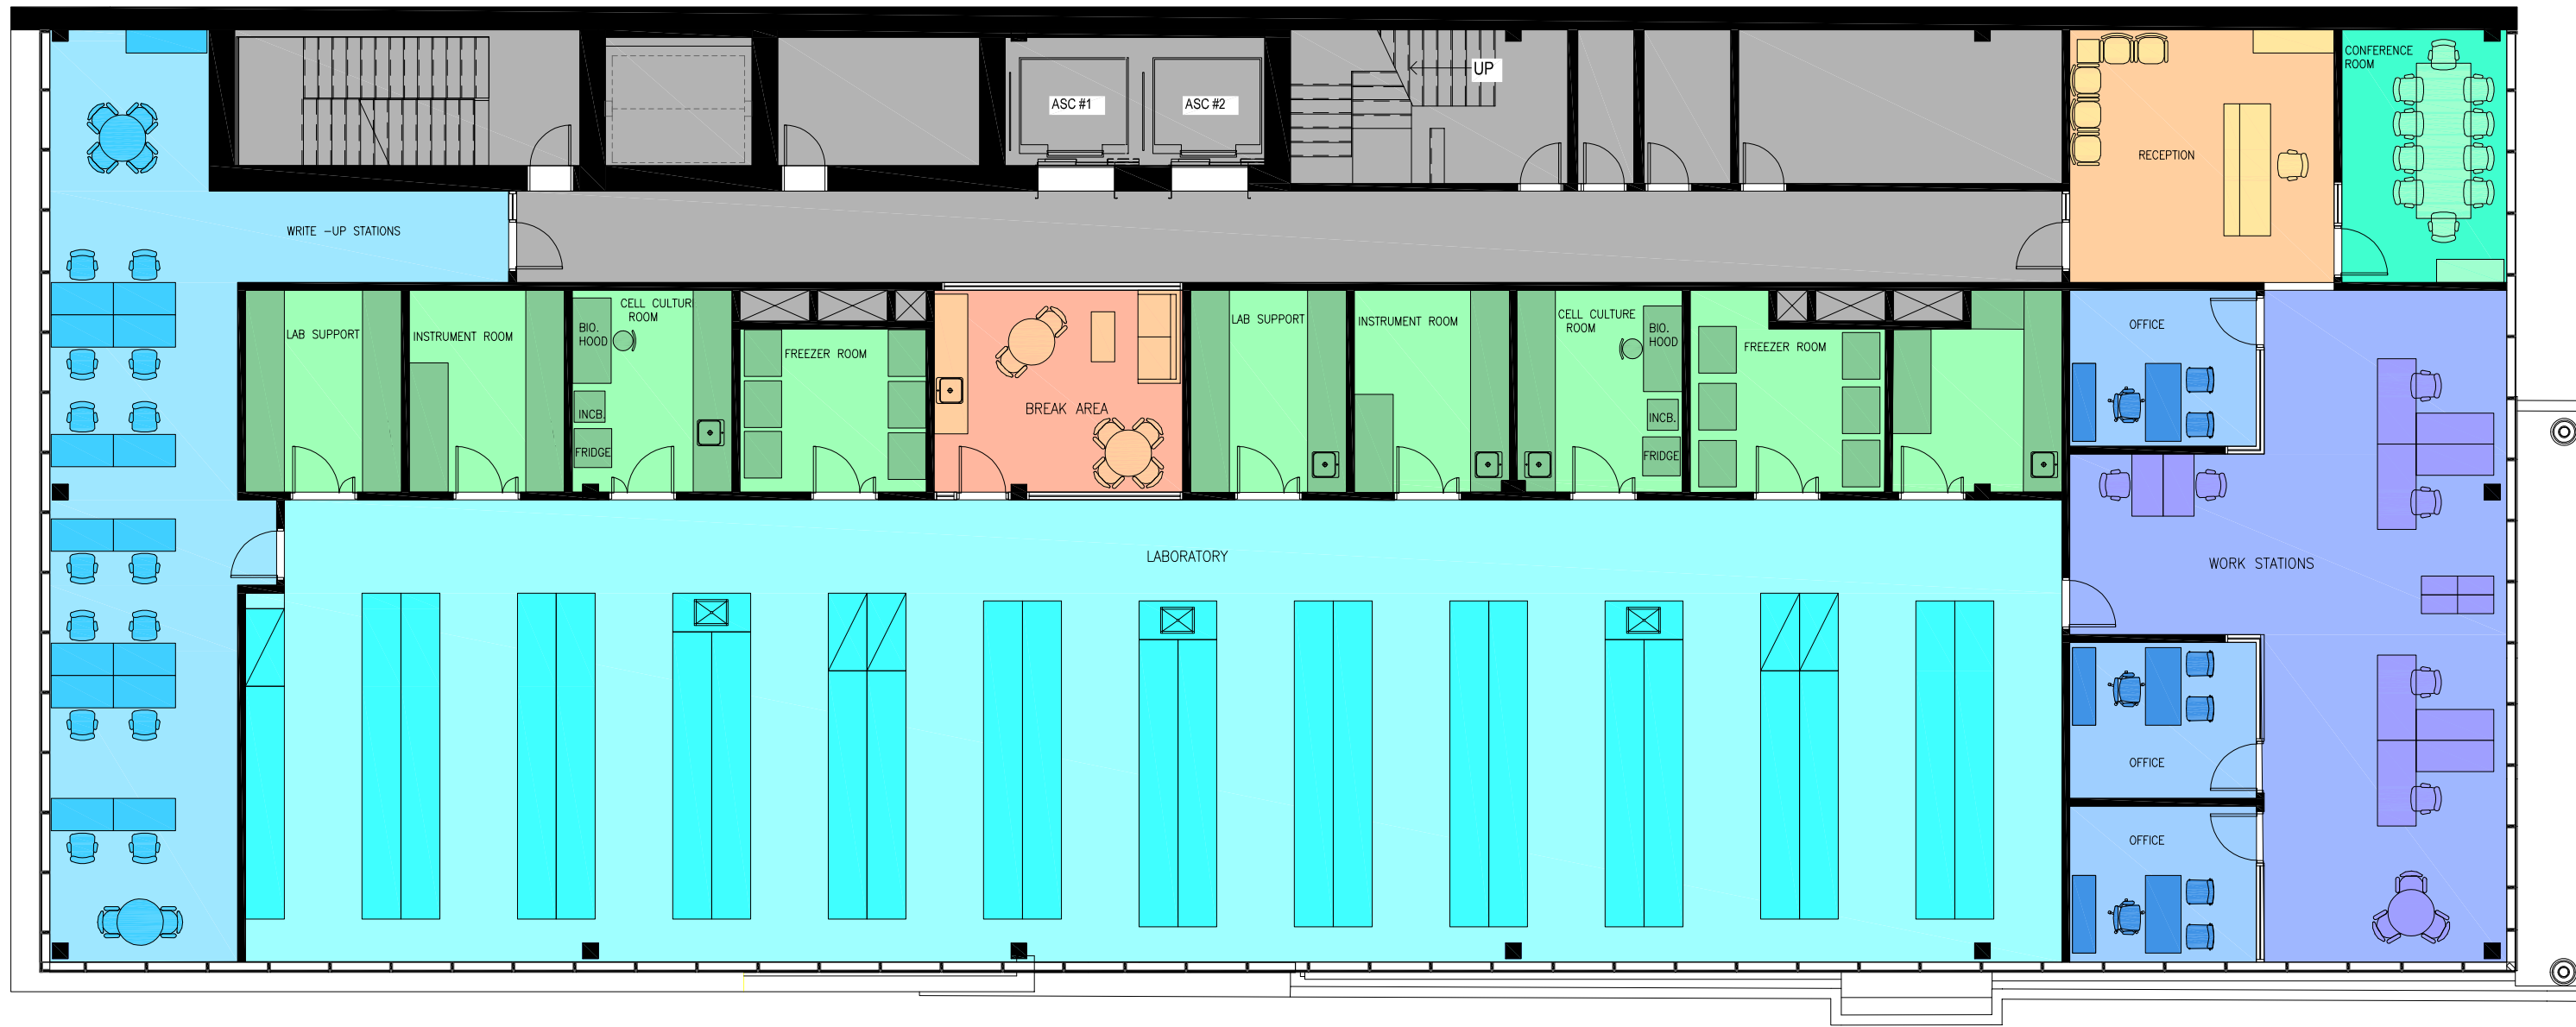 CONFERENCE
ROOM
UP
ASC #1
ASC #2
RECEPTION
WRITE -UP STATIONS
LAB SUPPORT
INSTRUMENT ROOM
CELL CULTUR
ROOM
BIO.
HOOD
INCB.
FRIDGE
FREEZER ROOM
BREAK AREA
LAB SUPPORT
INSTRUMENT ROOM
CELL CULTURE
ROOM
BIO.
HOOD
INCB.
FRIDGE
FREEZER ROOM
OFFICE
LABORATORY
WORK STATIONS
OFFICE
OFFICE